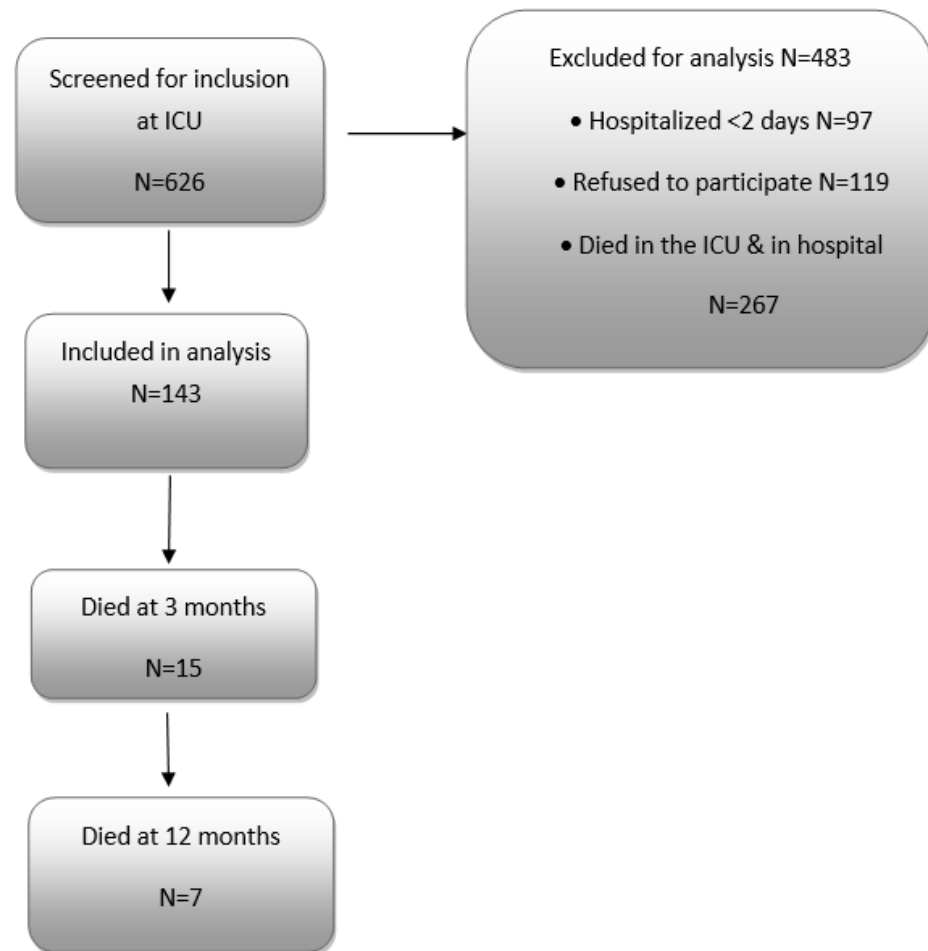 Screened for inclusion
at ICU
N=626
Excluded for analysis N=483
• Hospitalized <2 days N=97
• Refused to participate N=119
• Died in the ICU & in hospital
N=267
Included in analysis
N=143
Died at 3 months
N=15
Died at 12 months
N=7